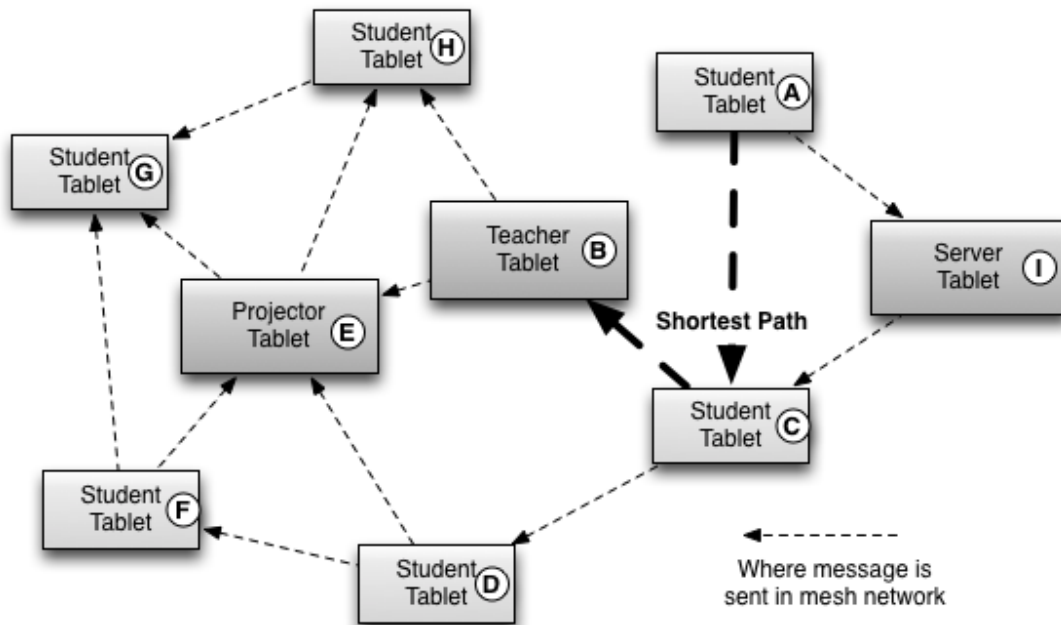 Student
Tablet
H
Student
Tablet
A
Student
Tablet
G
Teacher
Tablet
B
Server
Tablet
I
Projector
Tablet
E
Shortest Path
Student
Tablet
C
Student
Tablet
F
Student
Tablet
D
Where message is
sent in mesh network